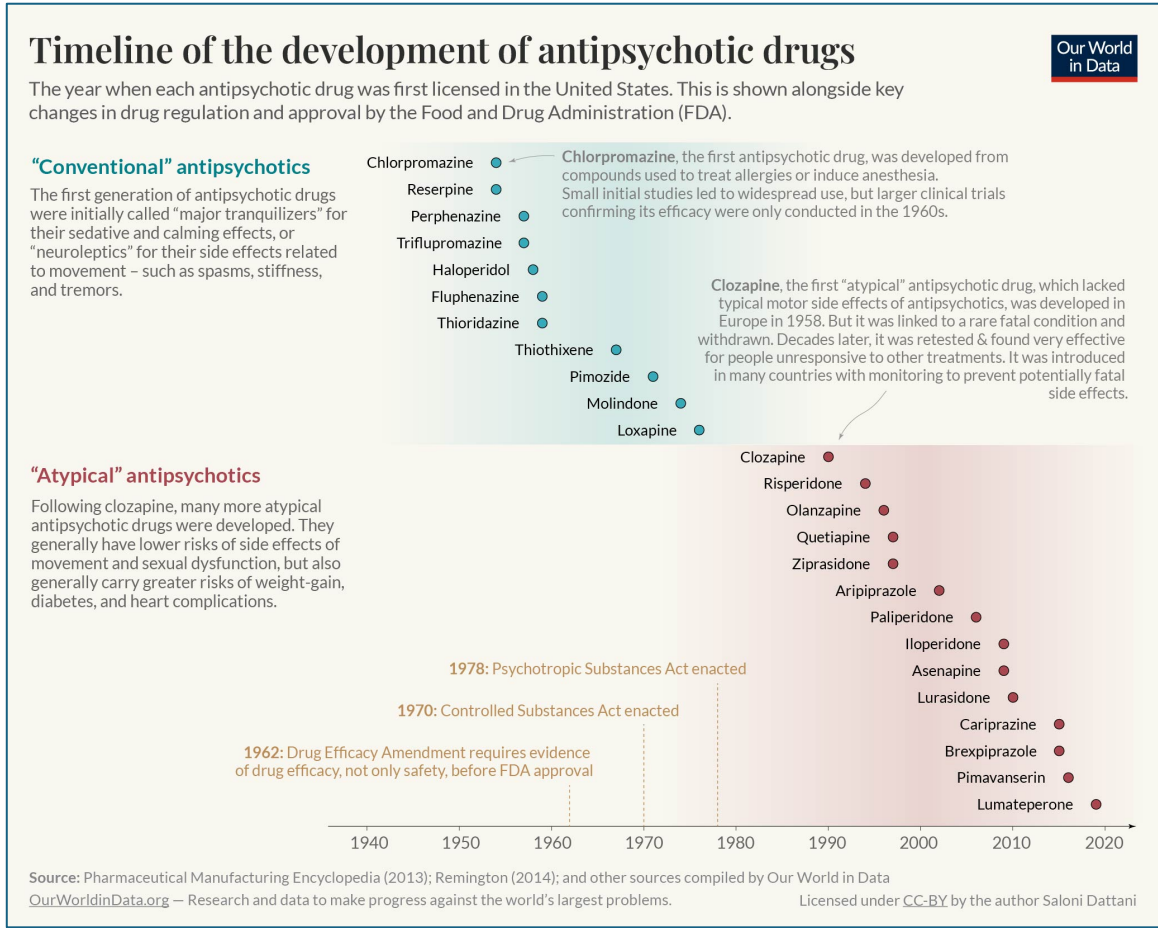 Timeline of the development of antipsychotic drugs
Our World
in Data
The year when each antipsychotic drug was first licensed in the United States. This is shown alongside key
changes in drug regulation and approval by the Food and Drug Administration (FDA).
“Conventional” antipsychotics
The first generation of antipsychotic drugs
were initially called “major tranquilizers” for
their sedative and calming effects, or
“neuroleptics” for their side effects related
to movement – such as spasms, stiffness,
and tremors.
Chlorpromazine
Reserpine
Perphenazine
Triflupromazine
Haloperidol
Fluphenazine
Thioridazine
Thiothixene
Pimozide
Molindone
Loxapine
Chlorpromazine, the first antipsychotic drug, was developed from
compounds used to treat allergies or induce anesthesia.
Small initial studies led to widespread use, but larger clinical trials
confirming its efficacy were only conducted in the 1960s.
Clozapine, the first “atypical” antipsychotic drug, which lacked
typical motor side effects of antipsychotics, was developed in
Europe in 1958. But it was linked to a rare fatal condition and
withdrawn. Decades later, it was retested & found very effective
for people unresponsive to other treatments. It was introduced
in many countries with monitoring to prevent potentially fatal
side effects.
“Atypical” antipsychotics
Following clozapine, many more atypical
antipsychotic drugs were developed. They
generally have lower risks of side effects of
movement and sexual dysfunction, but also
generally carry greater risks of weight-gain,
diabetes, and heart complications.
Clozapine
Risperidone
Olanzapine
Quetiapine
Ziprasidone
Aripiprazole
Paliperidone
Iloperidone
Asenapine
Lurasidone
Cariprazine
Brexpiprazole
Pimavanserin
Lumateperone
1978: Psychotropic Substances Act enacted
1970: Controlled Substances Act enacted
1962: Drug Efficacy Amendment requires evidence
of drug efficacy, not only safety, before FDA approval
1940 1950 1960 1970 1980 1990 2000 2010 2020
Source: Pharmaceutical Manufacturing Encyclopedia (2013); Remington (2014); and other sources compiled by Our World in Data
OurWorldinData.org — Research and data to make progress against the world’s largest problems.
Licensed under CC-BY by the author Saloni Dattani